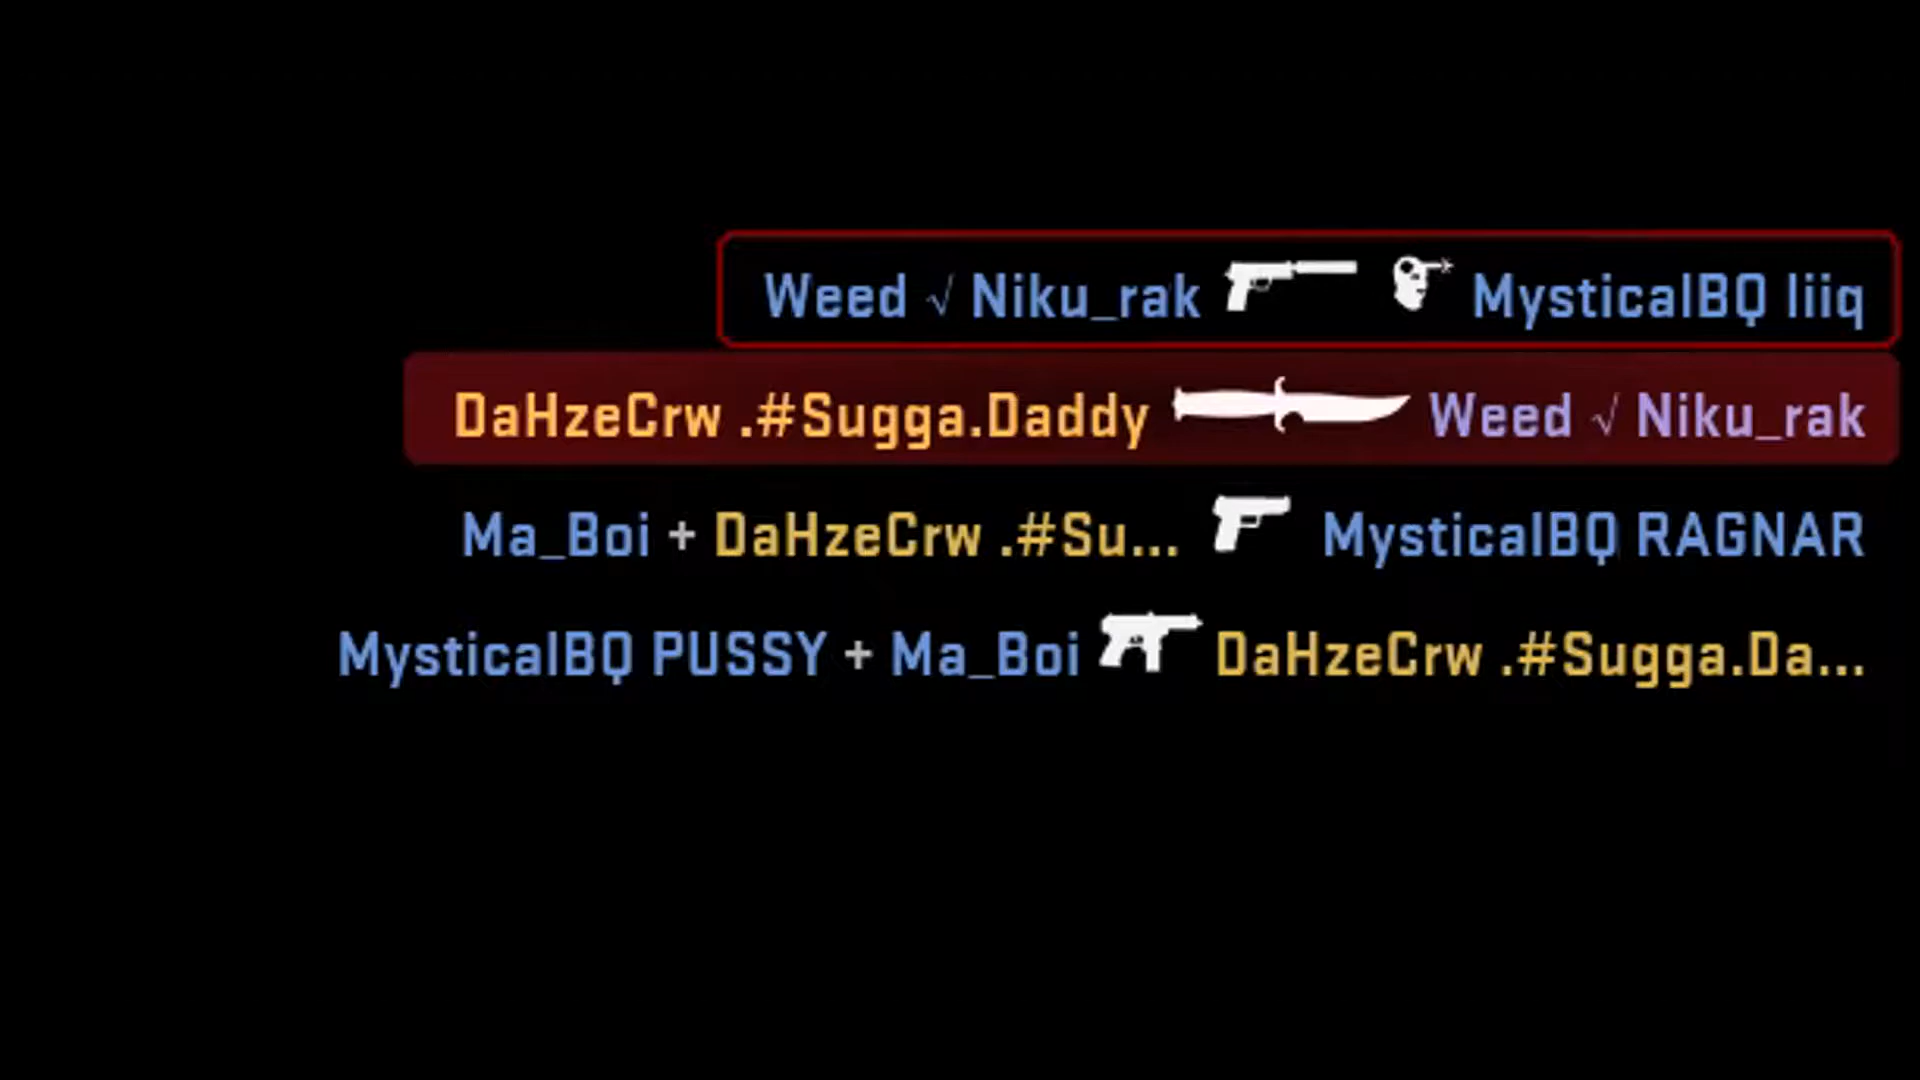 Weed √ Niku_rak MysticalBQ liiq
DaHzeCrw .#Sugga.Daddy Weed √ Niku_rak
Ma_Boi + DaHzeCrw .#Su... MysticalBQ RAGNAR
MysticalBQ PUSSY + Ma_Boi DaHzeCrw .#Sugga.Da...